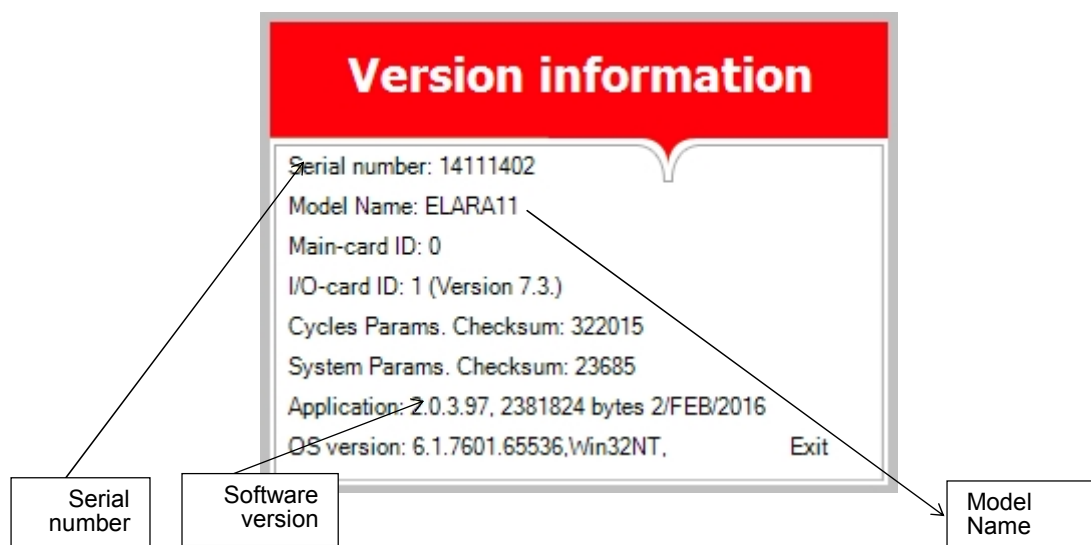 Version information
Serial number: 14111402
Model Name: ELARA11
Main-card ID: 0
I/O-card ID: 1 (Version 7.3.)
Cycles Params. Checksum: 322015
System Params. Checksum: 23685
Application: 2.0.3.97, 2381824 bytes 2/FEB/2016
OS version: 6.1.7601.65536,Win32NT,
Exit
Serial
number
Software
version
Model
Name